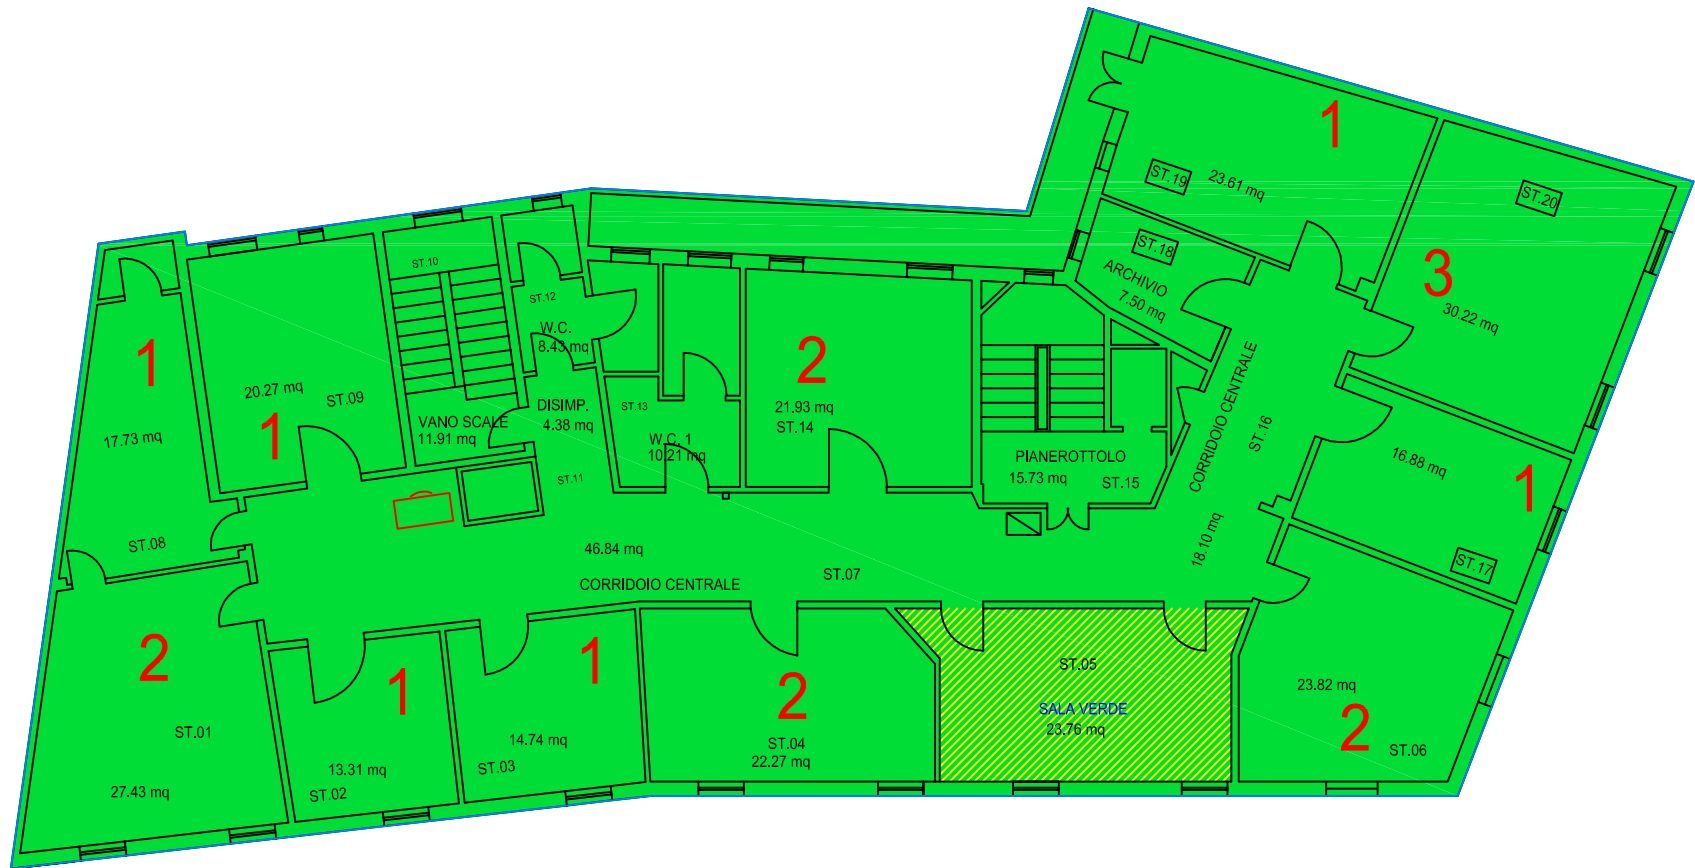 1
ST.19
23.61 mq
ST.20
3
30.22 mq
ST.18
ARCHIVIO
7.50 mq
ST.10
ST.12
W.C.
8.43 mq
1
17.73 mq
ST.08
20.27 mq
ST.09
1
VANO SCALE
11.91 mq
DISIMP.
4.38 mq
ST.11
ST.13
W.C. 1
10.21 mq
2
21.93 mq
ST.14
PIANEROTTOLO
15.73 mq
ST.15
CORRIDOIO CENTRALE
ST.16
18.10 mq
16.88 mq
1
ST.17
46.84 mq
CORRIDOIO CENTRALE
ST.07
2
ST.01
27.43 mq
1
13.31 mq
ST.02
1
14.74 mq
ST.03
2
ST.04
22.27 mq
ST.05
SALA VERDE
23.76 mq
23.82 mq
2
ST.06